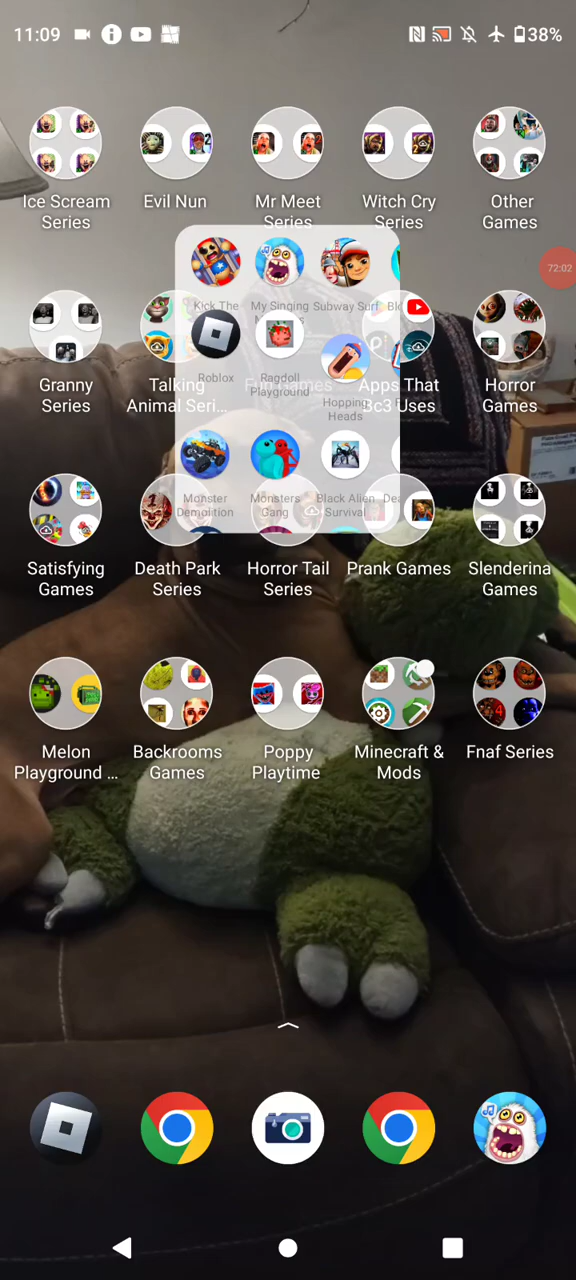 11:09
38%
Ice Scream
Series
Evil Nun
Mr Meet
Series
Witch Cry
Series
Other
Games
72:02
Kick The
My Singing
Subway Surf
Roblox
Ragdoll
Playground
Hopping
Heads
Granny
Series
Talking
Animal Seri...
Fun Games
Apps That
Bc3 Uses
Horror
Games
Monster
Demolition
Monsters
Gang
Black Alien
Survival
Satisfying
Games
Death Park
Series
Horror Tail
Series
Prank Games
Slenderina
Games
Melon
Playground ...
Backrooms
Games
Poppy
Playtime
Minecraft &
Mods
Fnaf Series